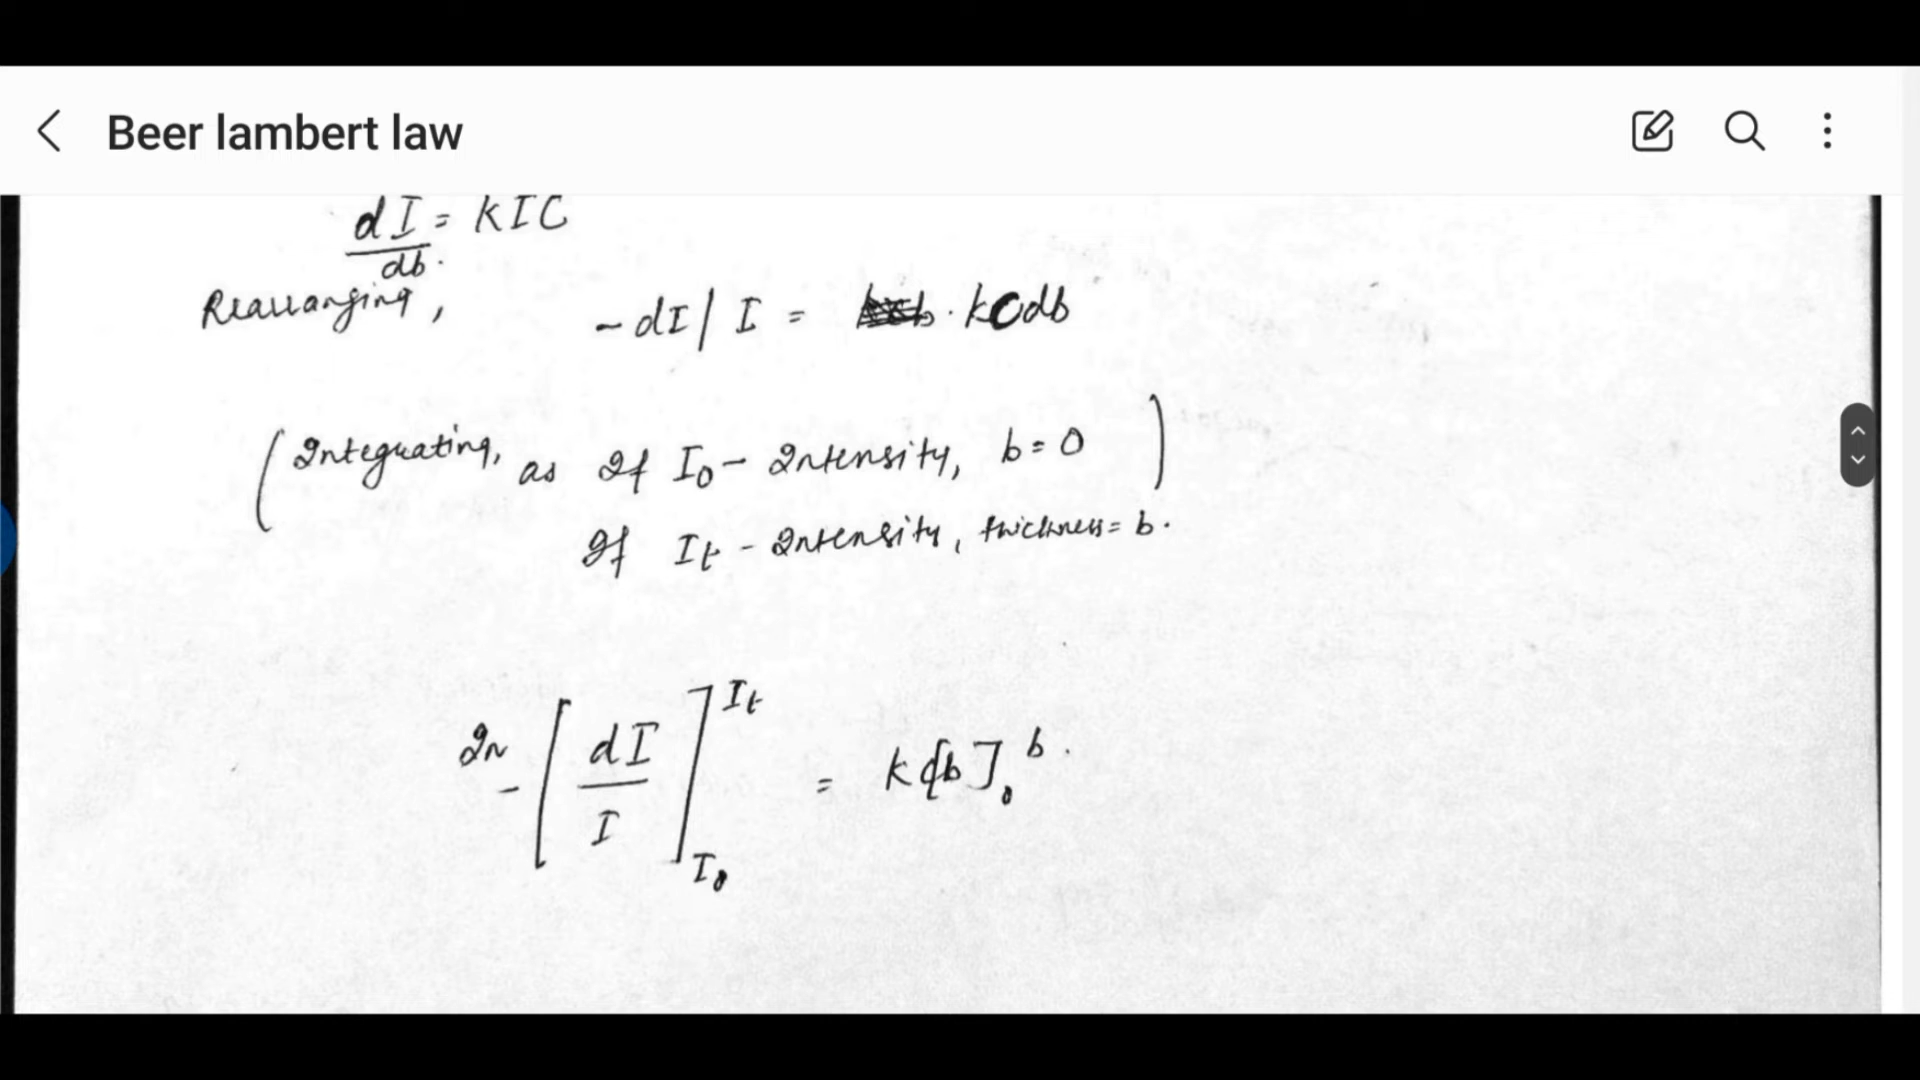 Beer lambert law
dI = KIC
db.
Rearranging, -dI/ I = . kCdb
(Integrating, as If I0 - Intensity, b=0 )
If It - Intensity, thickness= b.
In - [ dI / I ] It I0 = k [b]0 b.